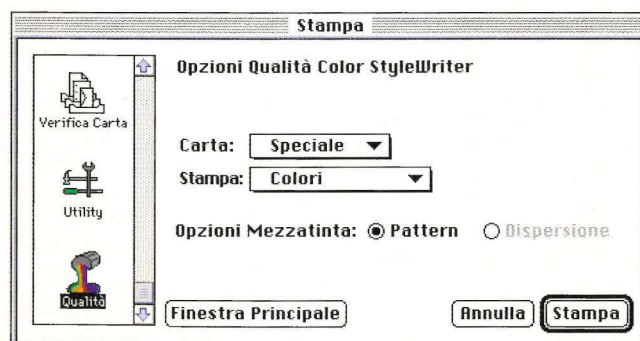 Stampa
Opzioni Qualità Color StyleWriter
Verifica Carta
Carta: Speciale
Stampa: Colori
Utility
Opzioni Mezzatinta: Pattern Dispersione
Qualità
Finestra Principale Annulla Stampa